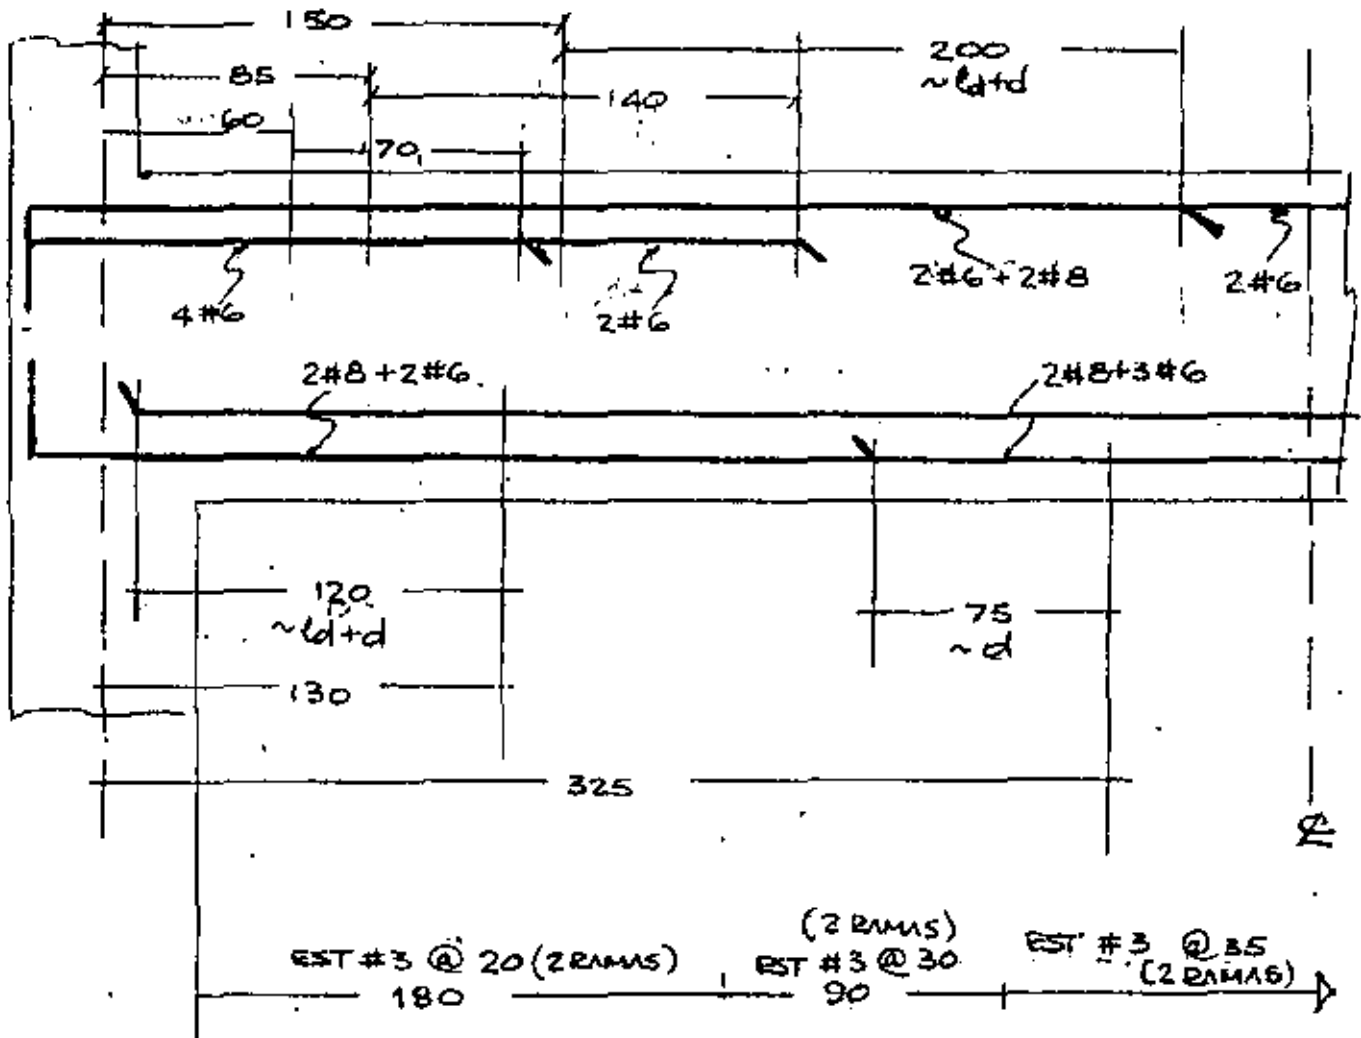 150
200
~ ld+d
85
140
60
70
2#6 + 2#8
2#6
4#6
2#6
2#8 + 2#6
2#8+3#6
120
~ ld+d
75
~ d
130
325
℄
(2 RAMAS)
EST #3 @ 20 (2 RAMAS)
EST #3 @ 30
EST #3 @ 35
(2 RAMAS)
180
90